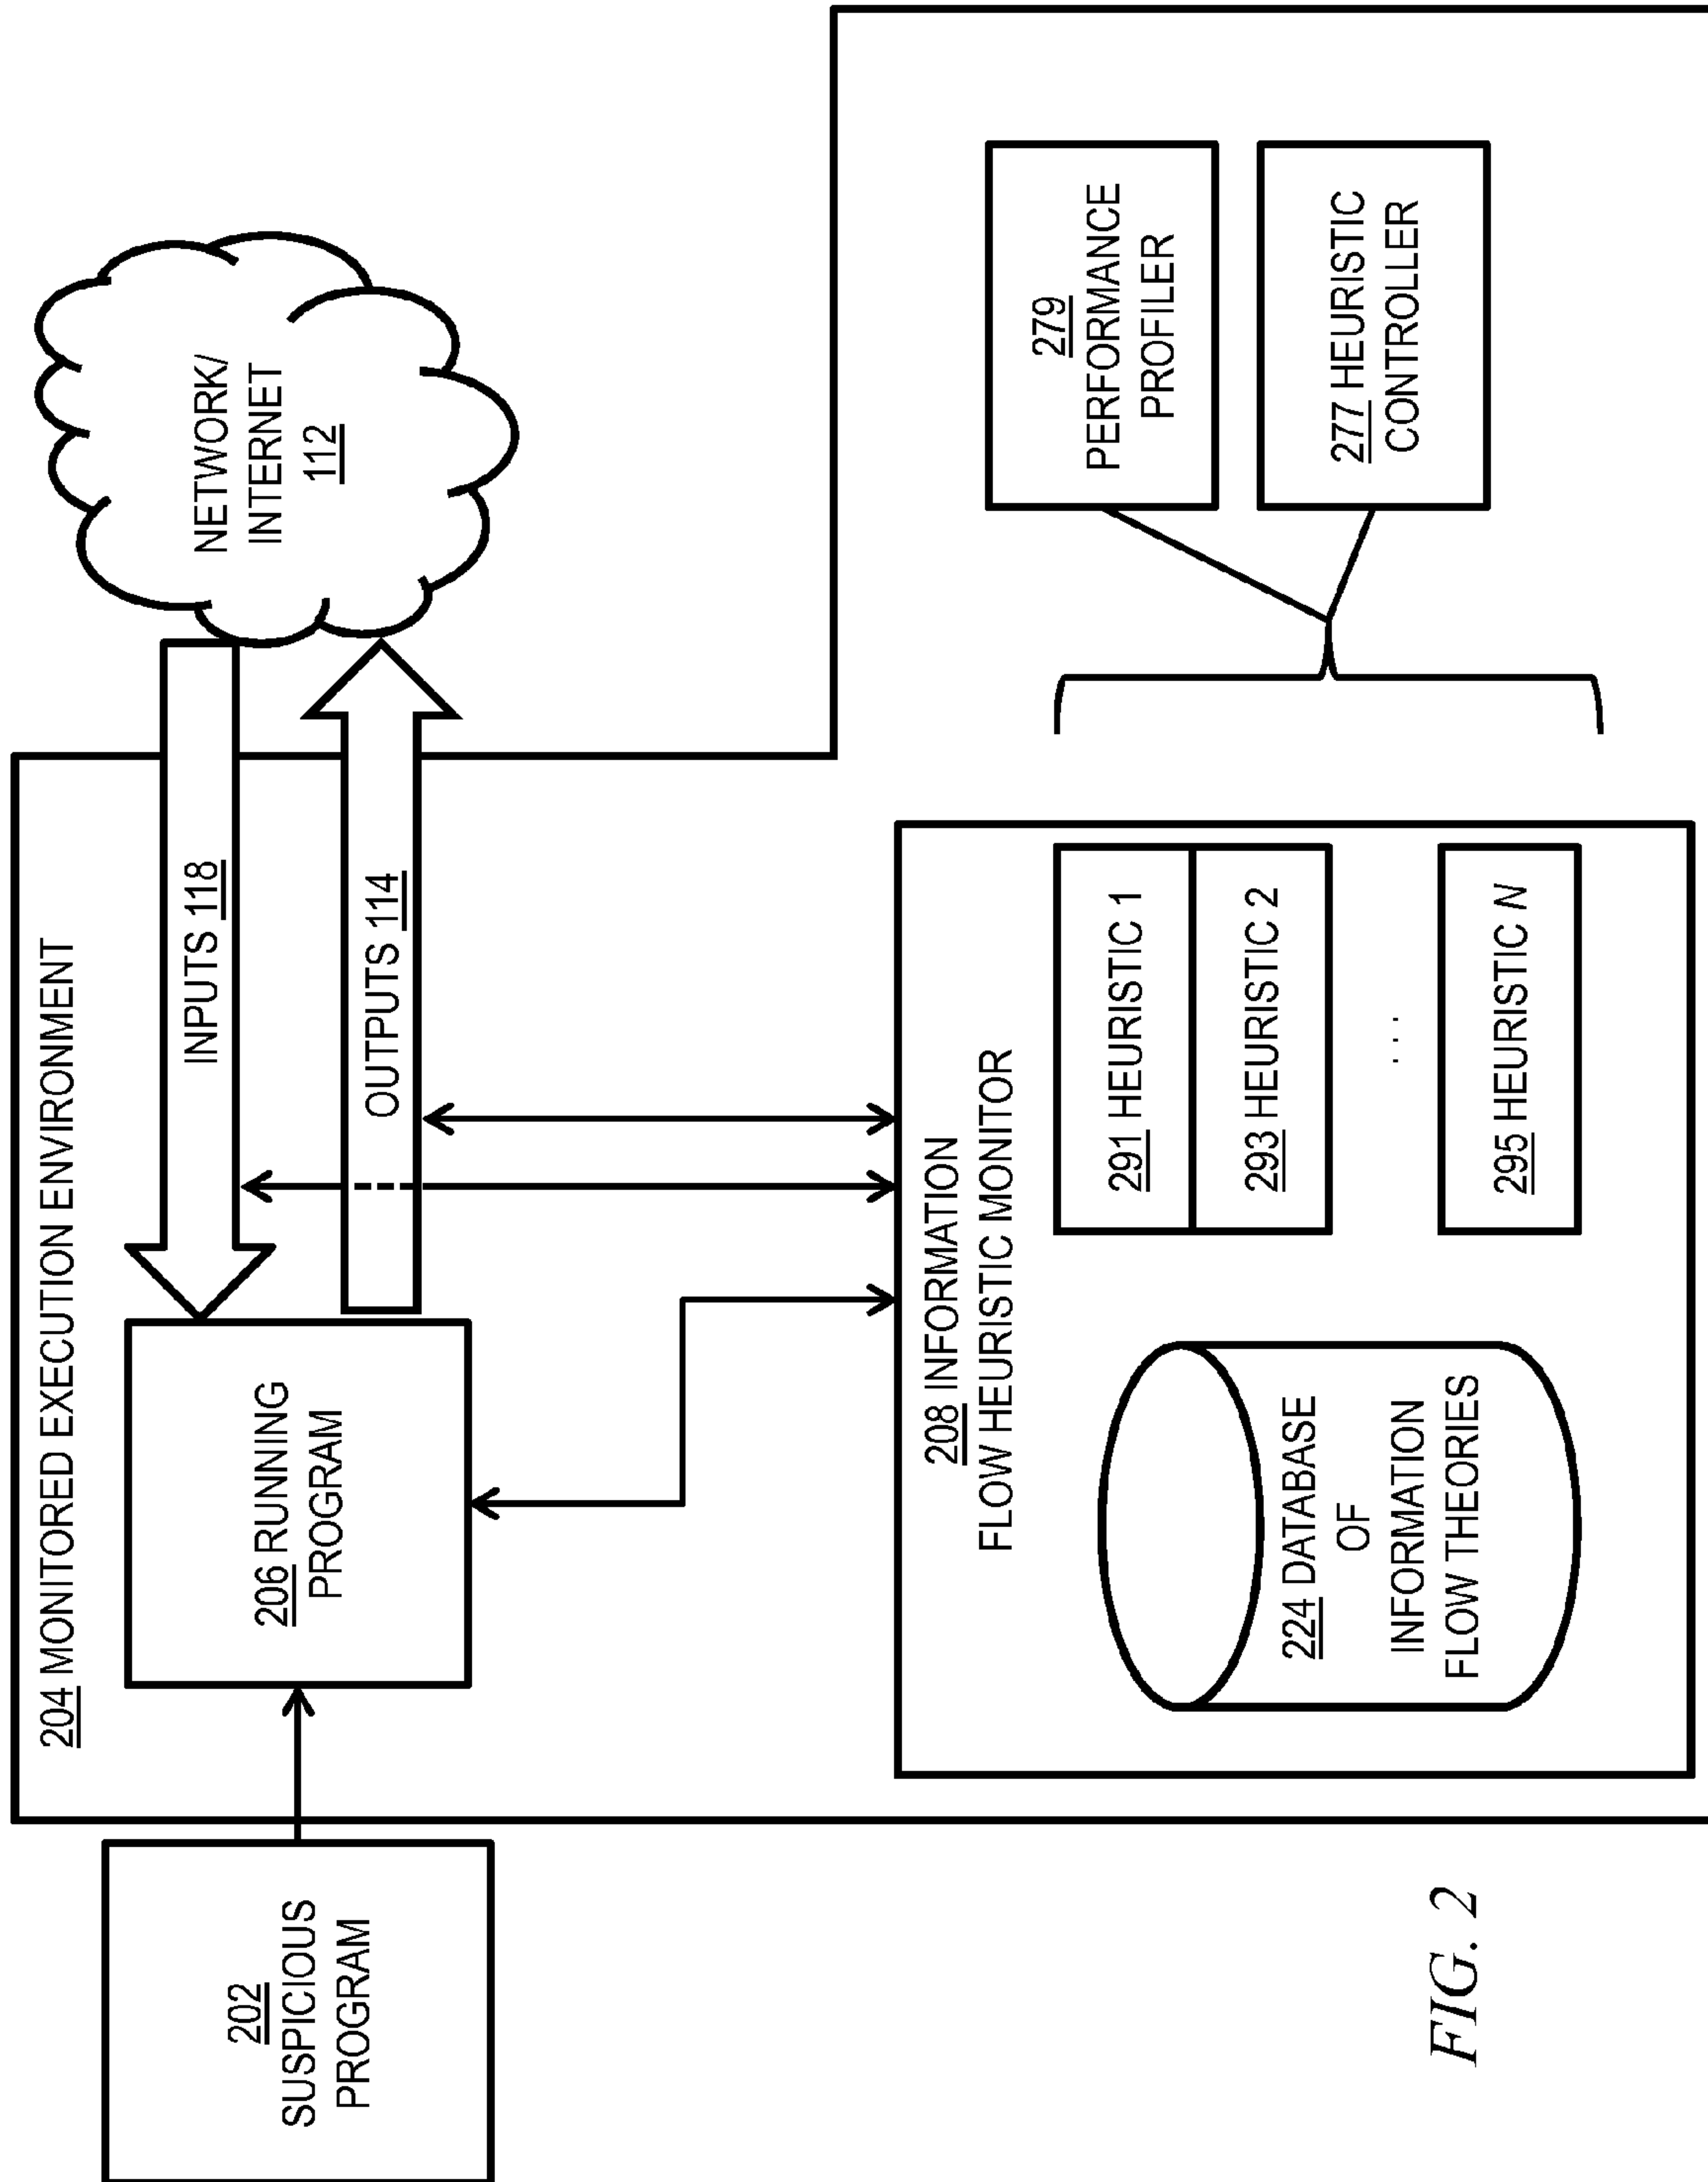 202
SUSPICIOUS
PROGRAM
204 MONITORED EXECUTION ENVIRONMENT
206 RUNNING
PROGRAM
INPUTS 118
OUTPUTS 114
NETWORK/
INTERNET
112
208 INFORMATION
FLOW HEURISTIC MONITOR
224 DATABASE
OF
INFORMATION
FLOW THEORIES
291 HEURISTIC 1
293 HEURISTIC 2
. . .
295 HEURISTIC N
279
PERFORMANCE
PROFILER
277 HEURISTIC
CONTROLLER
FIG. 2